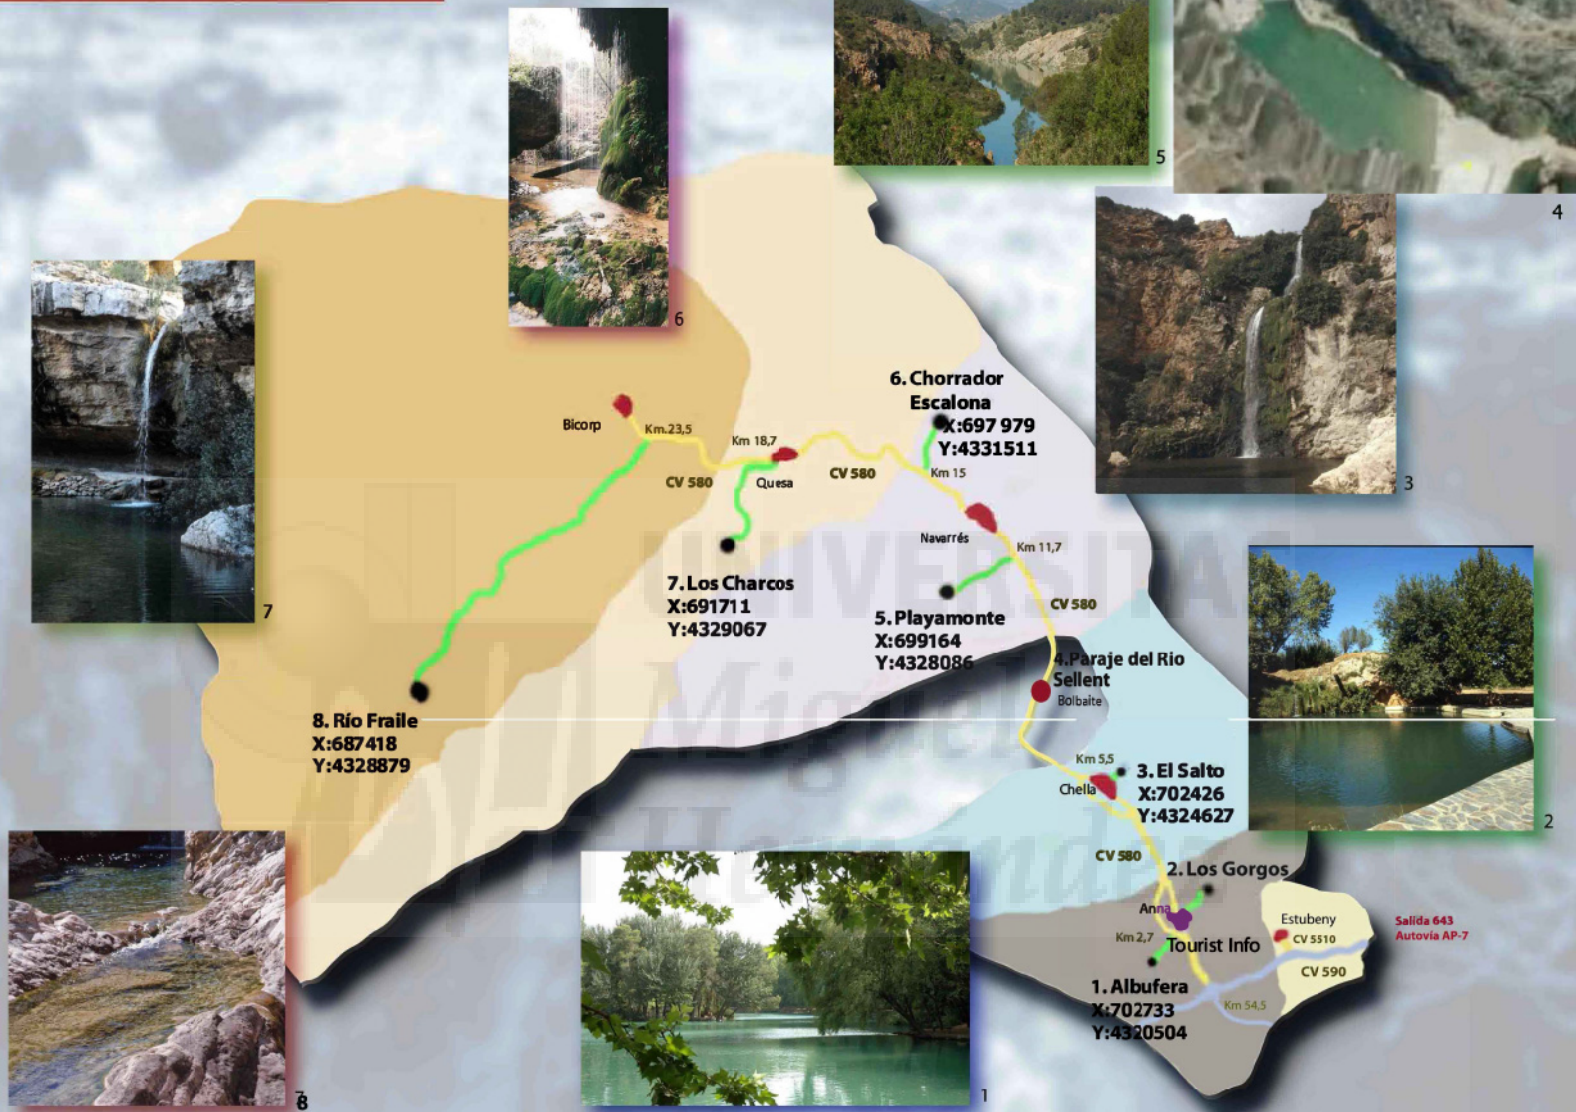 5
4
6
6. Chorrador
Escalona
X:697 979
Y:4331511
3
Bicorp
Km.23,5
Km 18,7
CV 580
Quesa
CV 580
Km 15
Navarrés
Km 11,7
UNIVERSITAS
Miguel
Hernández
7
7. Los Charcos
X:691711
Y:4329067
CV 580
5. Playamonte
X:699164
Y:4328086
4.Paraje del Rio
Sellent
Bolbaite
8. Río Fraile
X:687418
Y:4328879
Km 5,5
Chella
3. El Salto
X:702426
Y:4324627
2
CV 580
2. Los Gorgos
Anna
Km 2,7
Tourist Info
Estubeny
CV 5510
CV 590
Salida 643
Autovía AP-7
1. Albufera
X:702733
Y:4320504
Km 54,5
8
1